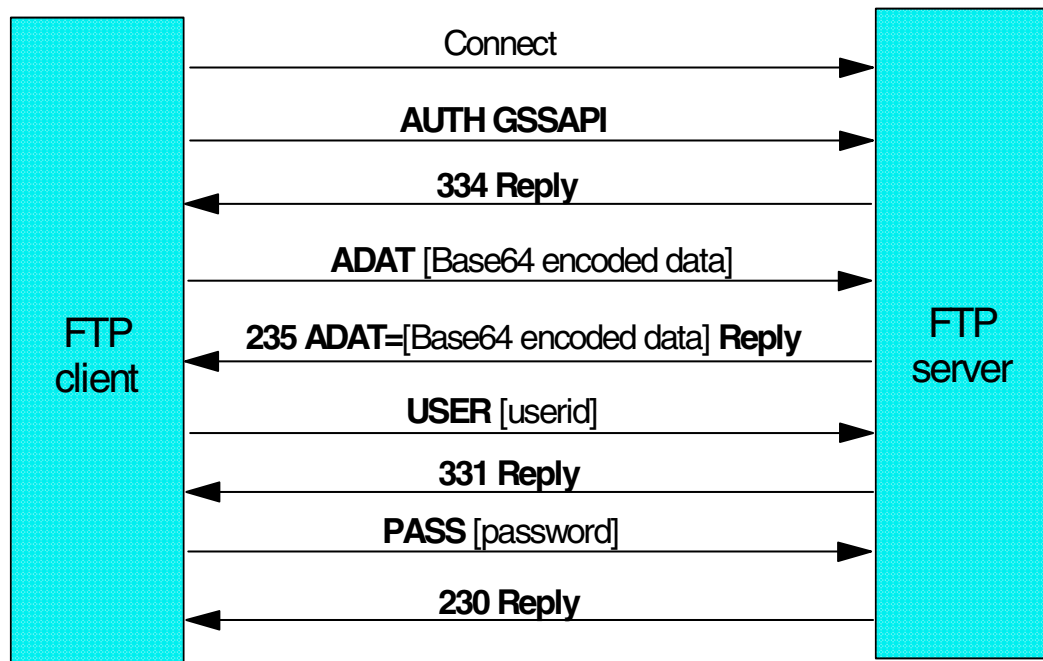 Connect
AUTH GSSAPI
334 Reply
ADAT [Base64 encoded data]
FTP
client
235 ADAT=[Base64 encoded data] Reply
FTP
server
USER [userid]
331 Reply
PASS [password]
230 Reply